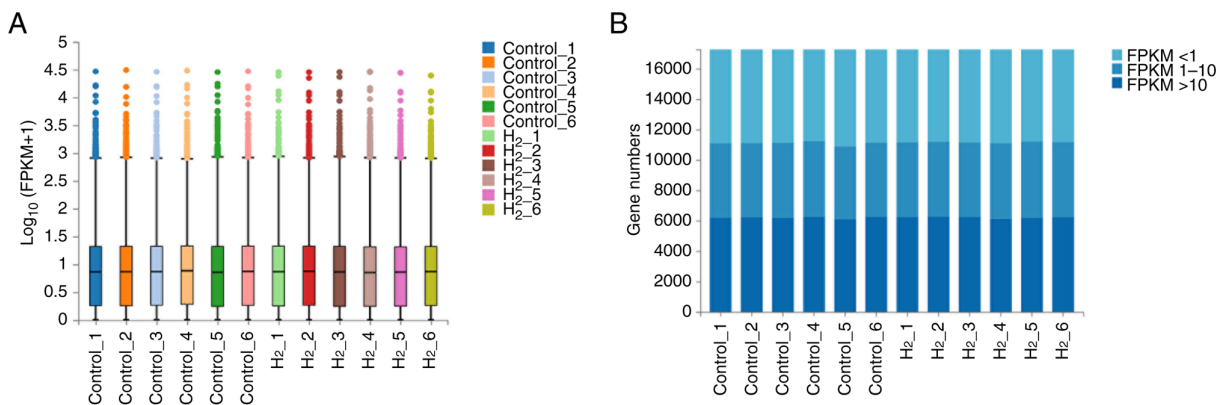 A
Log10 (FPKM+1)
5
4.5
4
3.5
3
2.5
2
1.5
1
0.5
0
Control_1
Control_2
Control_3
Control_4
Control_5
Control_6
H2_1
H2_2
H2_3
H2_4
H2_5
H2_6
Control_1
Control_2
Control_3
Control_4
Control_5
Control_6
H2_1
H2_2
H2_3
H2_4
H2_5
H2_6
B
Gene numbers
16000
14000
12000
10000
8000
6000
4000
2000
0
Control_1
Control_2
Control_3
Control_4
Control_5
Control_6
H2_1
H2_2
H2_3
H2_4
H2_5
H2_6
FPKM <1
FPKM 1–10
FPKM >10